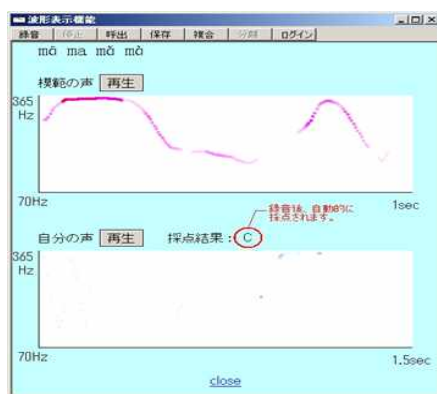 波形表示機能
録音 停止 呼出 保存 複合 分離 ログイン
mā ma mǎ mà
模範の声 再生
365
Hz
70Hz
1sec
録音後、自動的に
採点されます。
自分の声 再生 採点結果:C
365
Hz
70Hz
1.5sec
close